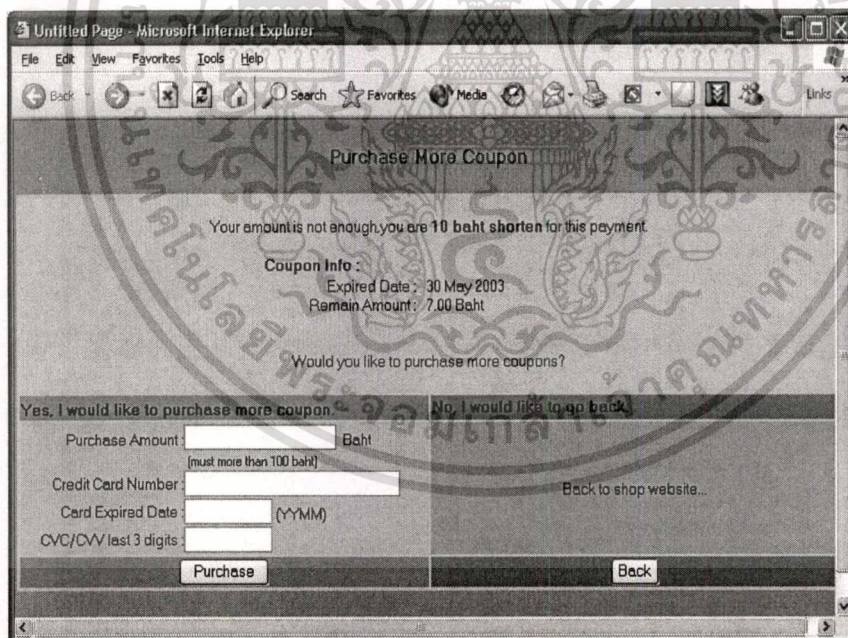 Untitled Page - Microsoft Internet Explorer
File Edit View Favorites Tools Help
Back Search Favorites Media Links
Purchase More Coupon
Your amount is not enough,you are 10 baht shorten for this payment.
Coupon Info :
Expired Date : 30 May 2003
Remain Amount : 7.00 Baht
Would you like to purchase more coupons?
Yes, I would like to purchase more coupon.
No, I would like to go back.
Purchase Amount : Baht
(must more than 100 baht)
Credit Card Number :
Card Expired Date : (YYMM)
CVC/CVV last 3 digits :
Back to shop website...
Purchase
Back